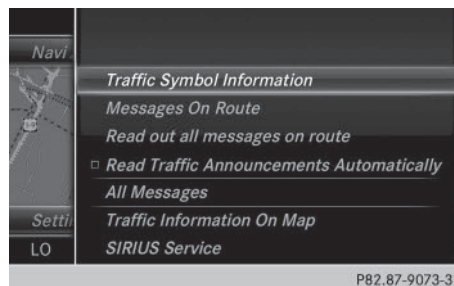 Navi
Traffic Symbol Information
Messages On Route
Read out all messages on route
Read Traffic Announcements Automatically
All Messages
Setti
Traffic Information On Map
LO
SIRIUS Service
P82.87-9073-3